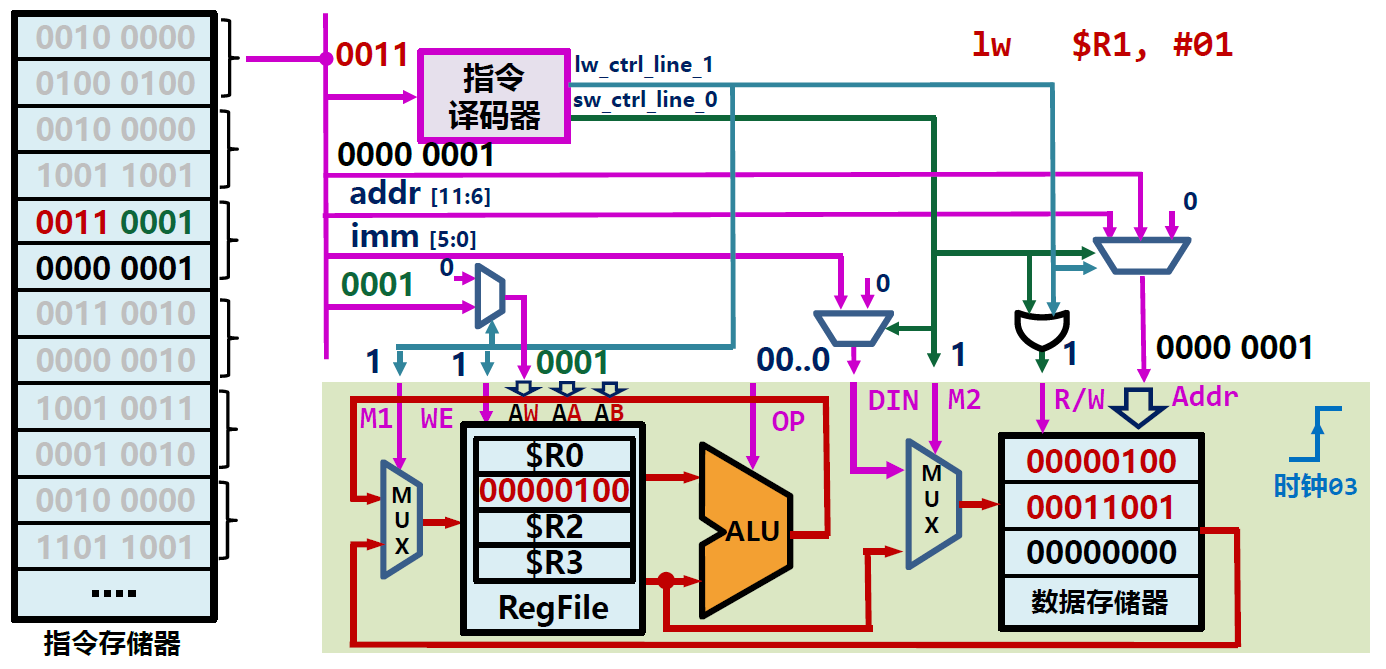 0010 0000
0100 0100
0010 0000
1001 1001
0011 0001
0000 0001
0011 0010
0000 0010
1001 0011
0001 0010
0010 0000
1101 1001
....
指令存储器
0011
指令
译码器
lw_ctrl_line_1
sw_ctrl_line_0
lw $R1, #01
0000 0001
addr [11:6]
imm [5:0]
0
0001
0
0
1
1
0001
00..0
1
1
0000 0001
M1
WE
AW AA AB
OP
DIN
M2
R/W
Addr
MUX
$R0
00000100
$R2
$R3
RegFile
ALU
MUX
00000100
00011001
00000000
数据存储器
时钟03